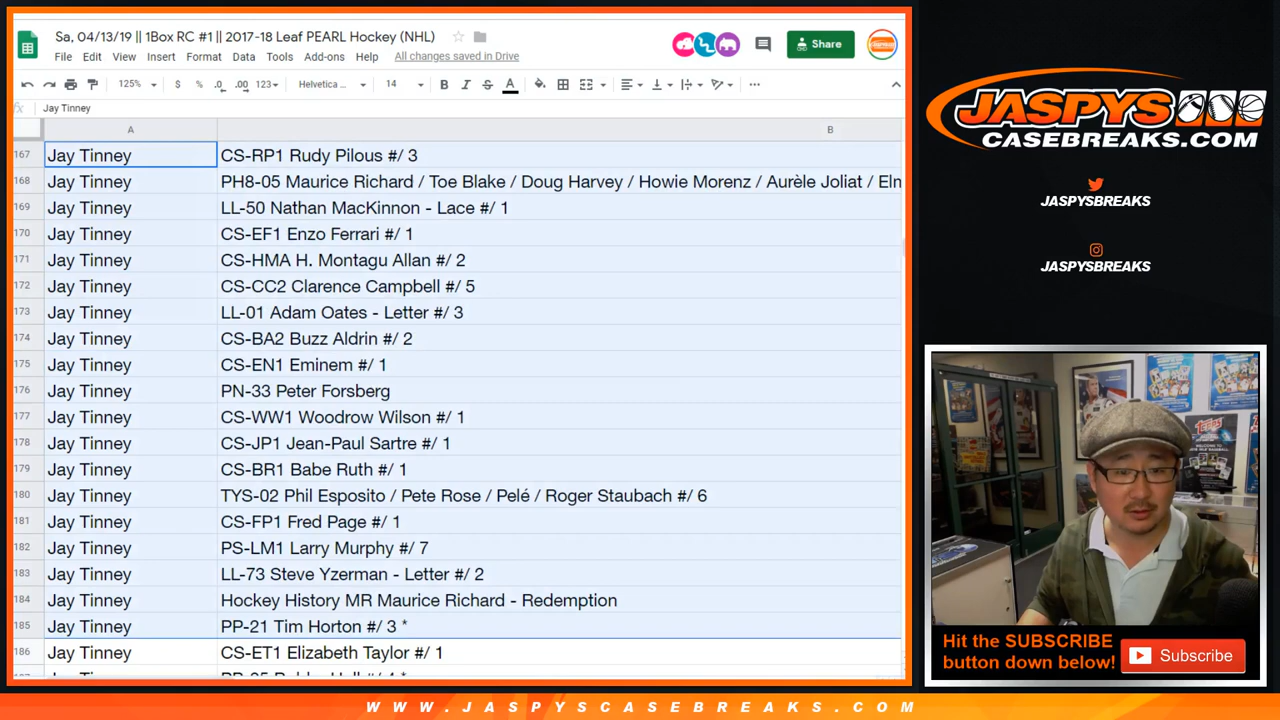 Sa, 04/13/19 || 1Box RC #1 || 2017-18 Leaf PEARL Hockey (NHL)
File Edit View Insert Format Data Tools Add-ons Help All changes saved in Drive
Share
125% $ % .0 .00 123 Helvetica ... 14 B I S A
fx Jay Tinney
A B
167 Jay Tinney CS-RP1 Rudy Pilous #/ 3
168 Jay Tinney PH8-05 Maurice Richard / Toe Blake / Doug Harvey / Howie Morenz / Aurèle Joliat / Eln
169 Jay Tinney LL-50 Nathan MacKinnon - Lace #/ 1
170 Jay Tinney CS-EF1 Enzo Ferrari #/ 1
171 Jay Tinney CS-HMA H. Montagu Allan #/ 2
172 Jay Tinney CS-CC2 Clarence Campbell #/ 5
173 Jay Tinney LL-01 Adam Oates - Letter #/ 3
174 Jay Tinney CS-BA2 Buzz Aldrin #/ 2
175 Jay Tinney CS-EN1 Eminem #/ 1
176 Jay Tinney PN-33 Peter Forsberg
177 Jay Tinney CS-WW1 Woodrow Wilson #/ 1
178 Jay Tinney CS-JP1 Jean-Paul Sartre #/ 1
179 Jay Tinney CS-BR1 Babe Ruth #/ 1
180 Jay Tinney TYS-02 Phil Esposito / Pete Rose / Pelé / Roger Staubach #/ 6
181 Jay Tinney CS-FP1 Fred Page #/ 1
182 Jay Tinney PS-LM1 Larry Murphy #/ 7
183 Jay Tinney LL-73 Steve Yzerman - Letter #/ 2
184 Jay Tinney Hockey History MR Maurice Richard - Redemption
185 Jay Tinney PP-21 Tim Horton #/ 3 *
186 Jay Tinney CS-ET1 Elizabeth Taylor #/ 1
JASPYS
CASEBREAKS.COM
JASPYSBREAKS
JASPYSBREAKS
Topps
Hit the SUBSCRIBE
button down below!
Subscribe
WWW.JASPYSCASEBREAKS.COM